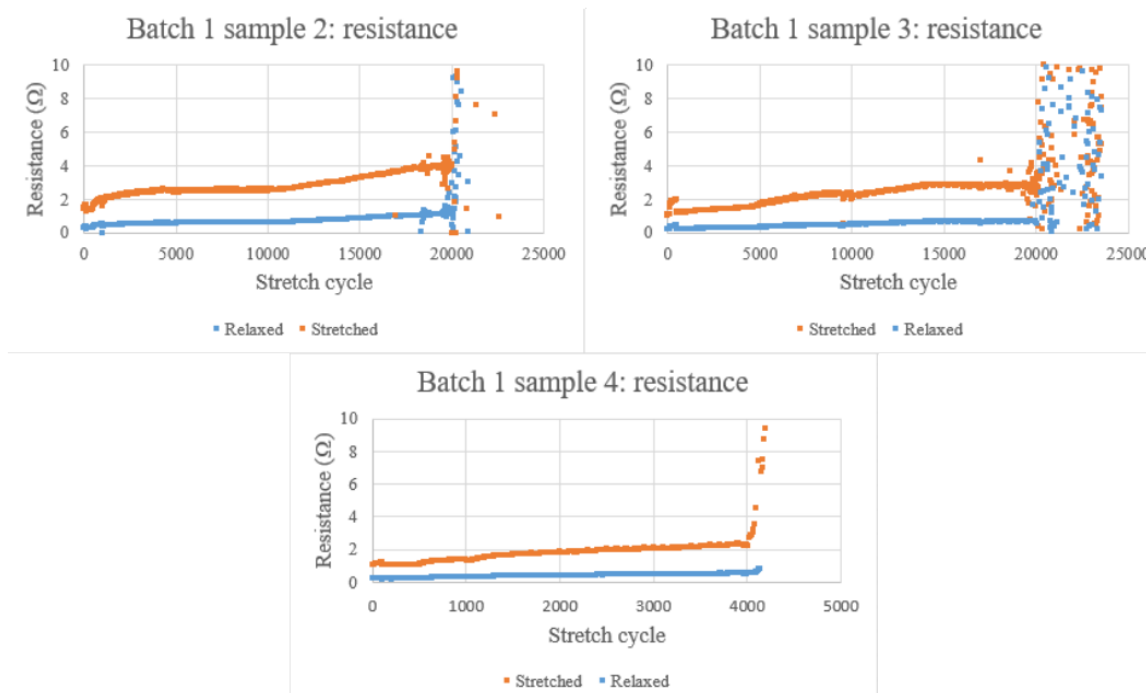 Batch 1 sample 2: resistance
10
8
6
4
2
0
Resistance (Ω)
0 5000 10000 15000 20000 25000
Stretch cycle
Relaxed Stretched
Batch 1 sample 3: resistance
10
8
6
4
2
0
Resistance (Ω)
0 5000 10000 15000 20000 25000
Stretch cycle
Stretched Relaxed
Batch 1 sample 4: resistance
10
8
6
4
2
0
Resistance (Ω)
0 1000 2000 3000 4000 5000
Stretch cycle
Stretched Relaxed